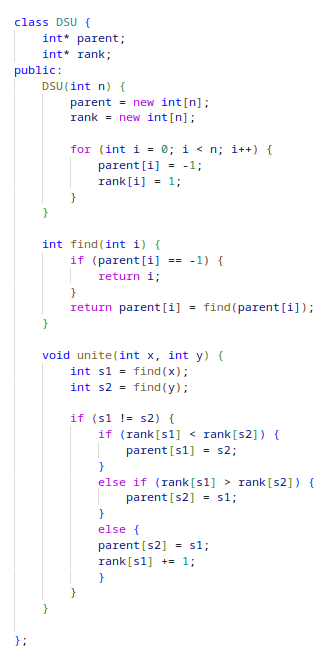 class DSU {
    int* parent;
    int* rank;
public:
    DSU(int n) {
        parent = new int[n];
        rank = new int[n];

        for (int i = 0; i < n; i++) {
            parent[i] = -1;
            rank[i] = 1;
        }
    }

    int find(int i) {
        if (parent[i] == -1) {
            return i;
        }
        return parent[i] = find(parent[i]);
    }

    void unite(int x, int y) {
        int s1 = find(x);
        int s2 = find(y);

        if (s1 != s2) {
            if (rank[s1] < rank[s2]) {
                parent[s1] = s2;
            }
            else if (rank[s1] > rank[s2]) {
                parent[s2] = s1;
            }
            else {
            parent[s2] = s1;
            rank[s1] += 1;
            }
        }
    }

};